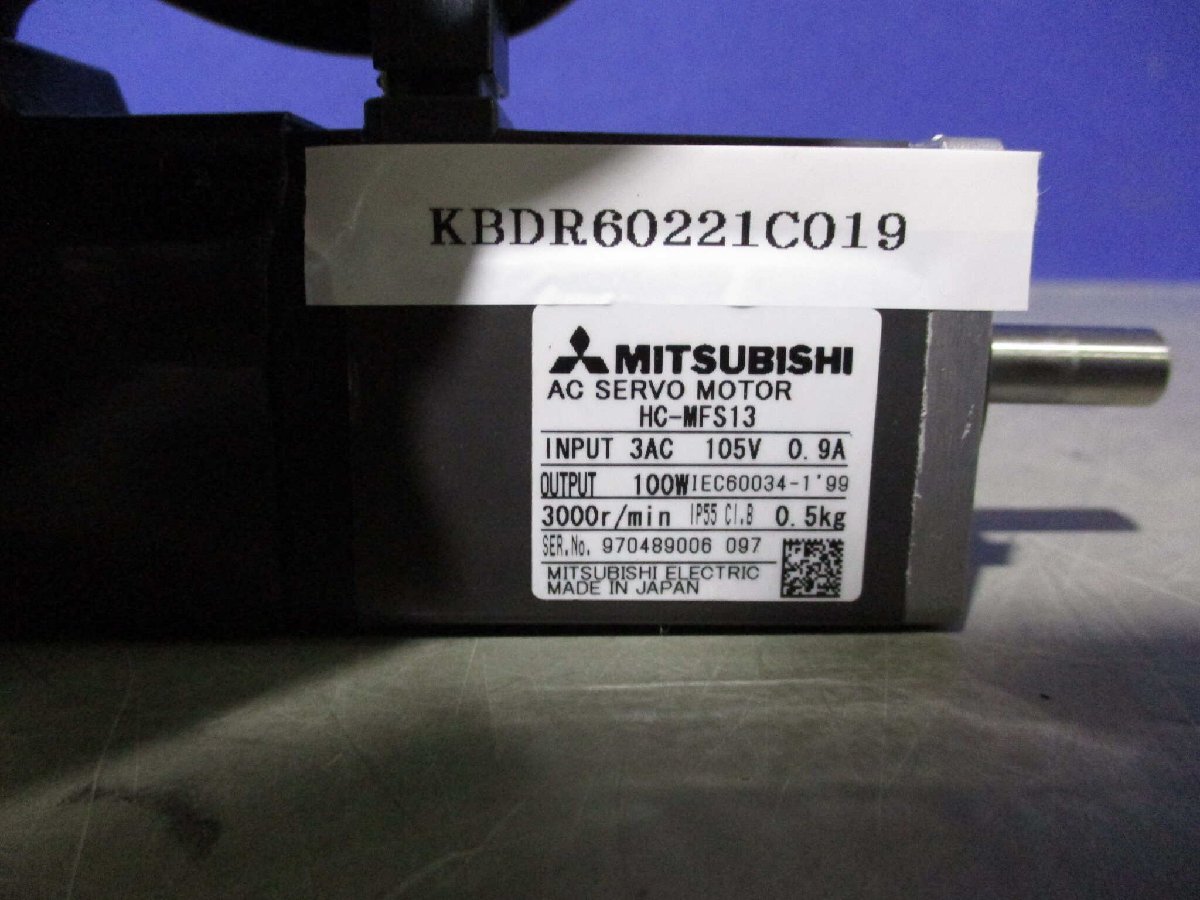 KBDR60221C019
MITSUBISHI
AC SERVO MOTOR
HC-MFS13
INPUT 3AC 105V 0.9A
OUTPUT 100W IEC60034-1'99
3000r/min IP55 Cl.B 0.5kg
SER.No. 970489006 097
MITSUBISHI ELECTRIC
MADE IN JAPAN